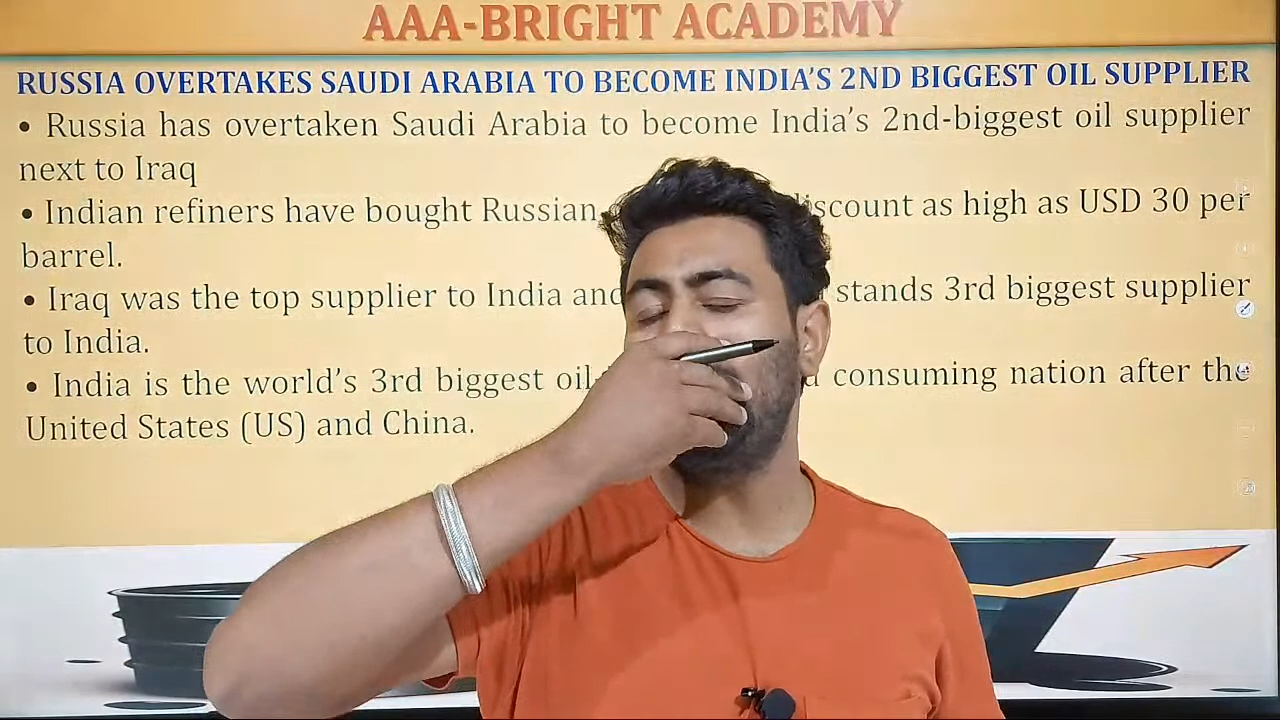 AAA-BRIGHT ACADEMY
RUSSIA OVERTAKES SAUDI ARABIA TO BECOME INDIA'S 2ND BIGGEST OIL SUPPLIER
• Russia has overtaken Saudi Arabia to become India's 2nd-biggest oil supplier
next to Iraq
• Indian refiners have bought Russian discount as high as USD 30 per
barrel.
• Iraq was the top supplier to India and stands 3rd biggest supplier
to India.
• India is the world's 3rd biggest oil consuming nation after the
United States (US) and China.